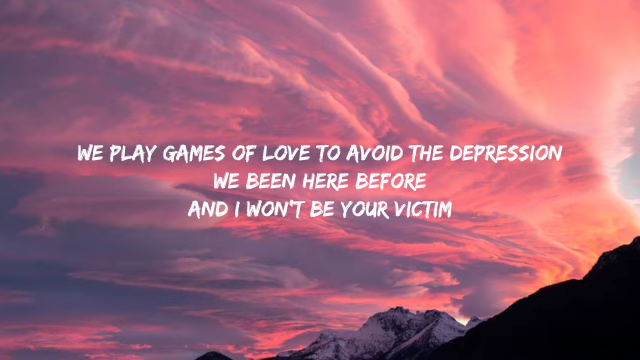 WE PLAY GAMES OF LOVE TO AVOID THE DEPRESSION
WE BEEN HERE BEFORE
AND I WON'T BE YOUR VICTIM